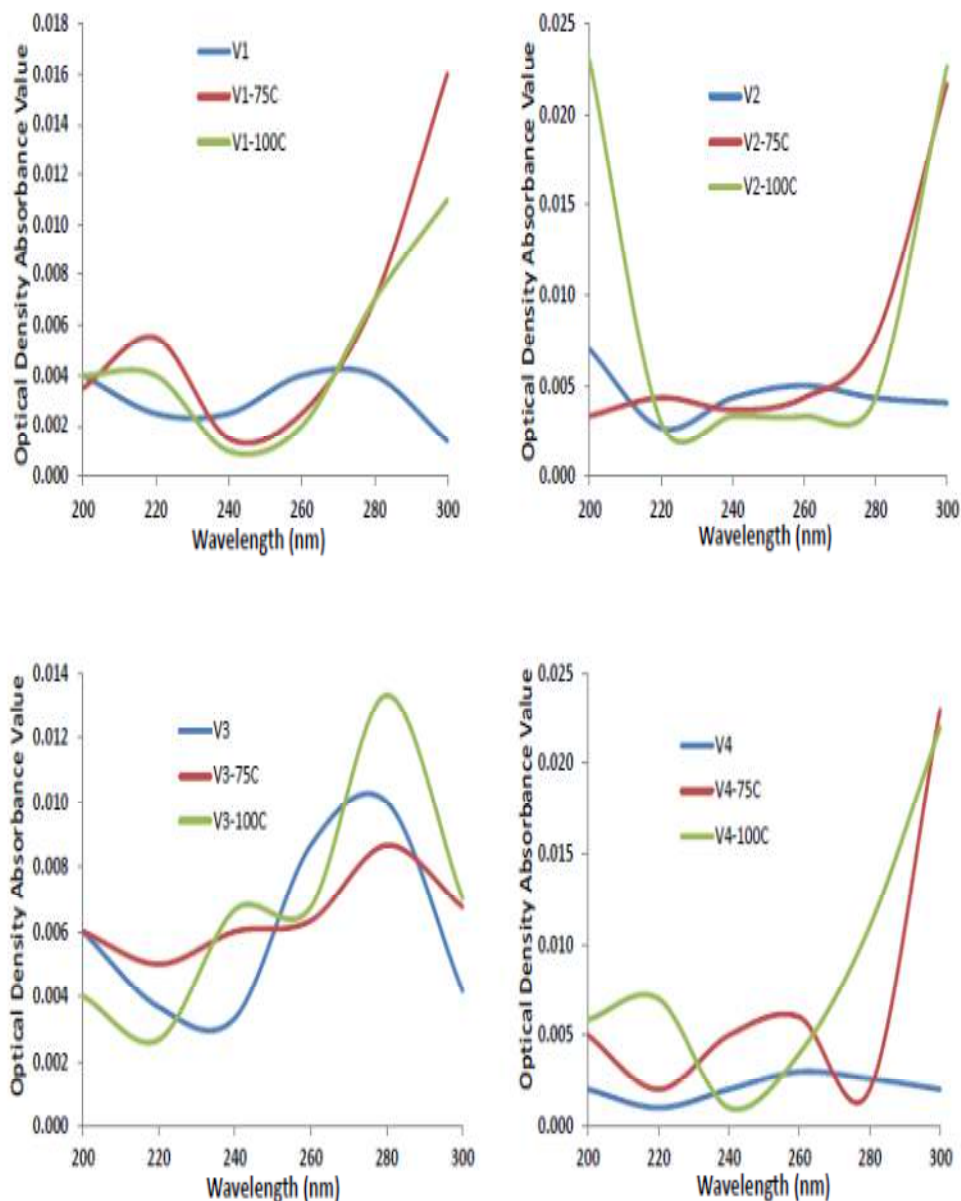 Optical Density Absorbance Value
0.018
0.016
0.014
0.012
0.010
0.008
0.006
0.004
0.002
0.000
V1
V1-75C
V1-100C
200 220 240 260 280 300
Wavelength (nm)
Optical Density Absorbance Value
0.025
0.020
0.015
0.010
0.005
0.000
V2
V2-75C
V2-100C
200 220 240 260 280 300
Wavelength (nm)
Optical Density Absorbance Value
0.014
0.012
0.010
0.008
0.006
0.004
0.002
0.000
V3
V3-75C
V3-100C
200 220 240 260 280 300
Wavelength (nm)
Optical Density Absorbance Value
0.025
0.020
0.015
0.010
0.005
0.000
V4
V4-75C
V4-100C
200 220 240 260 280 300
Wavelength (nm)